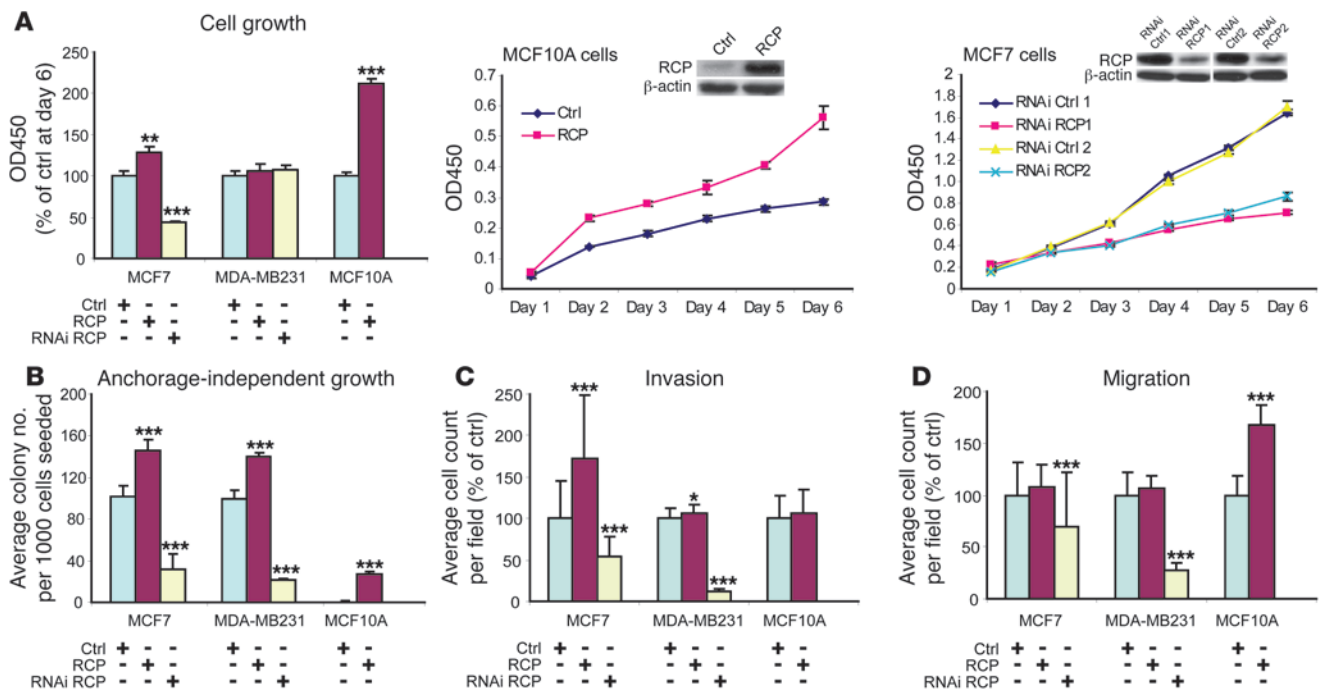 A
Cell growth
OD450
(% of ctrl at day 6)
250
200
150
100
50
0
**
***
***
MCF7 MDA-MB231 MCF10A
Ctrl + - - + - - + -
RCP - + - - + - - +
RNAi RCP - - + - - + - -
MCF10A cells
Ctrl RCP
RCP
β-actin
OD450
0.7
0.6
0.5
0.4
0.3
0.2
0.1
0
Ctrl
RCP
Day 1 Day 2 Day 3 Day 4 Day 5 Day 6
MCF7 cells
RNAi Ctrl1
RNAi RCP1
RNAi Ctrl2
RNAi RCP2
RCP
β-actin
OD450
2
1.8
1.6
1.4
1.2
1.0
0.8
0.6
0.4
0.2
0
RNAi Ctrl 1
RNAi RCP1
RNAi Ctrl 2
RNAi RCP2
Day 1 Day 2 Day 3 Day 4 Day 5 Day 6
B
Anchorage-independent growth
Average colony no.
per 1000 cells seeded
200
160
120
80
40
0
***
***
***
***
***
MCF7 MDA-MB231 MCF10A
Ctrl + - - + - - + -
RCP - + - - + - - +
RNAi RCP - - + - - + - -
C
Invasion
Average cell count
per field (% of ctrl)
250
200
150
100
50
0
***
***
*
***
MCF7 MDA-MB231 MCF10A
Ctrl + - - + - - + -
RCP - + - - + - - +
RNAi RCP - - + - - + - -
D
Migration
Average cell count
per field (% of ctrl)
200
150
100
50
0
***
***
***
MCF7 MDA-MB231 MCF10A
Ctrl + - - + - - + -
RCP - + - - + - - +
RNAi RCP - - + - - + - -